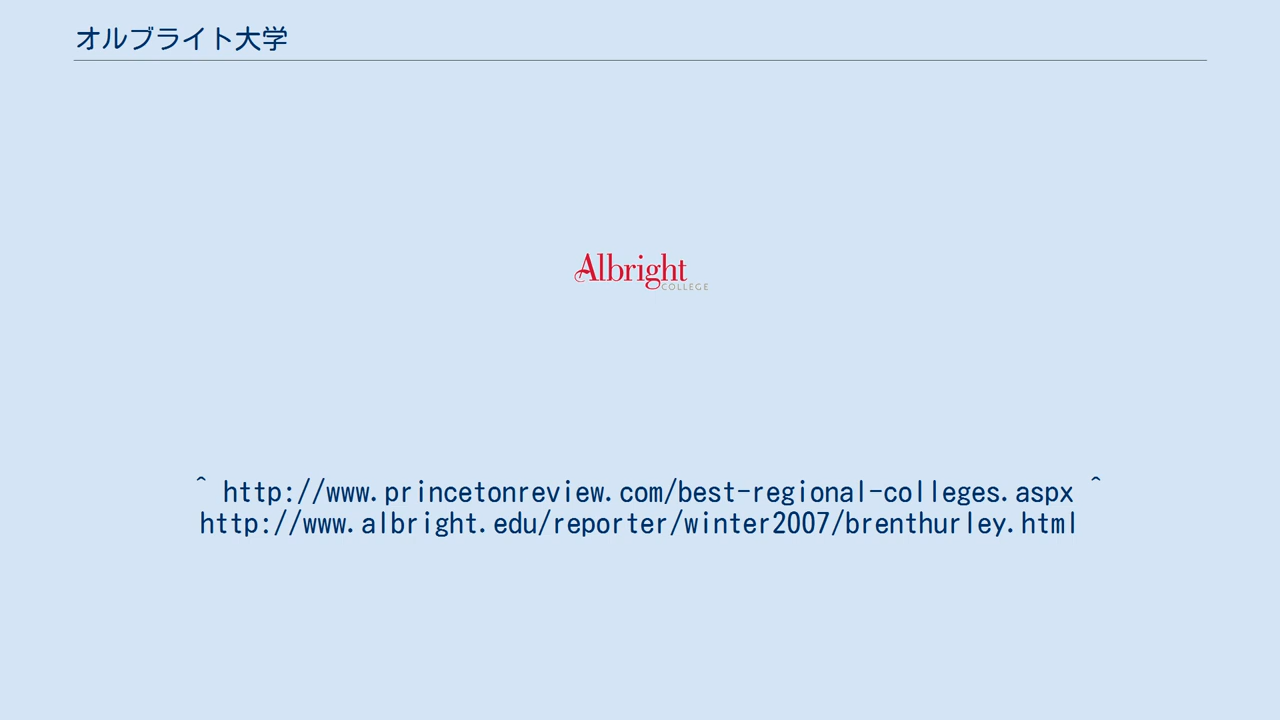 オルブライト大学
Albright
COLLEGE
^ http://www.princetonreview.com/best-regional-colleges.aspx ^
http://www.albright.edu/reporter/winter2007/brenthurley.html